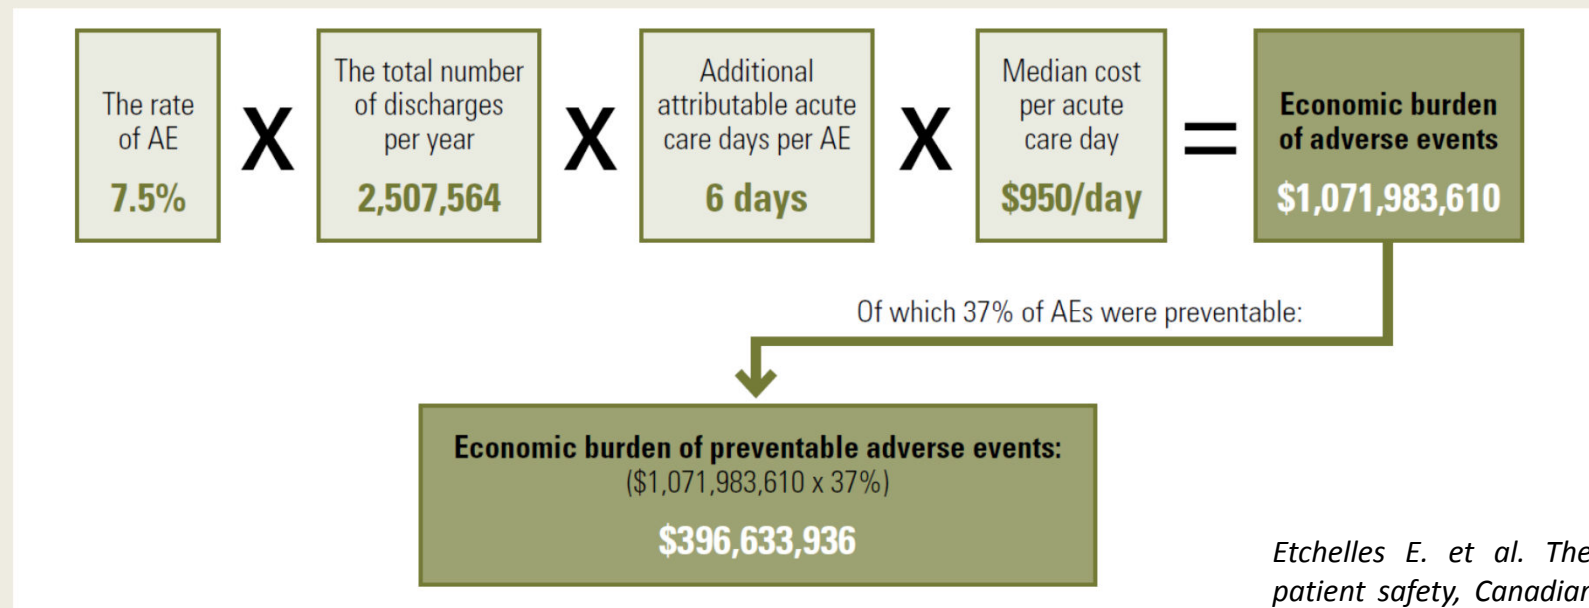 The rate
of AE
7.5%
X
The total number
of discharges
per year
2,507,564
X
Additional
attributable acute
care days per AE
6 days
X
Median cost
per acute
care day
$950/day
=
Economic burden
of adverse events
$1,071,983,610
Of which 37% of AEs were preventable:
Economic burden of preventable adverse events:
($1,071,983,610 x 37%)
$396,633,936
Etchelles E. et al. The
patient safety, Canadian